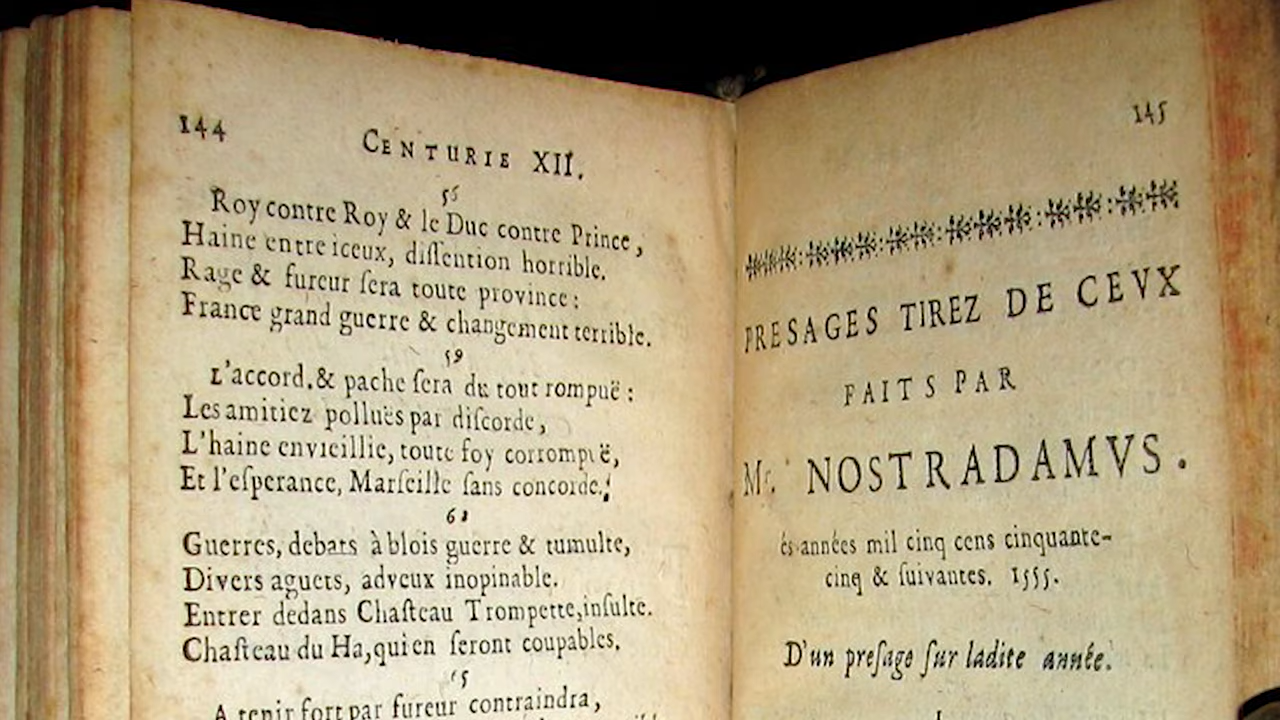 144
CENTURIE XII.
56
Roy contre Roy & le Duc contre Prince,
Haine entre iceux, diſſention horrible.
Rage & fureur ſera toute province:
France grand guerre & changement terrible.
59
L'accord.& pache ſera du tout rompuë:
Les amitiez polluës par diſcorde,
L'haine envieillie, toute foy corrompuë,
Et l'eſperance, Marſeille ſans concorde.
62
Guerres, debats à blois guerre & tumulte,
Divers aguets, adveux inopinable.
Entrer dedans Chaſteau Trompette,inſulte.
Chaſteau du Ha,qui en ſeront coupables.
65
A tenir fort par fureur contraindra,
145
PRESAGES TIREZ DE CEVX
FAITS PAR
Mr. NOSTRADAMVS.
és années mil cinq cens cinquante-
cinq & ſuivantes. 1555.
D'un preſage ſur ladite année.